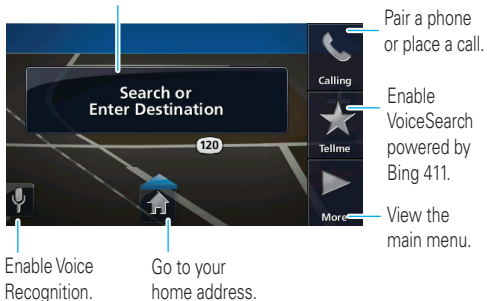 Pair a phone
or place a call.
Calling
Search or
Enter Destination
Enable
VoiceSearch
powered by
Bing 411.
120
Tellme
More
View the
main menu.
Enable Voice
Recognition.
Go to your
home address.